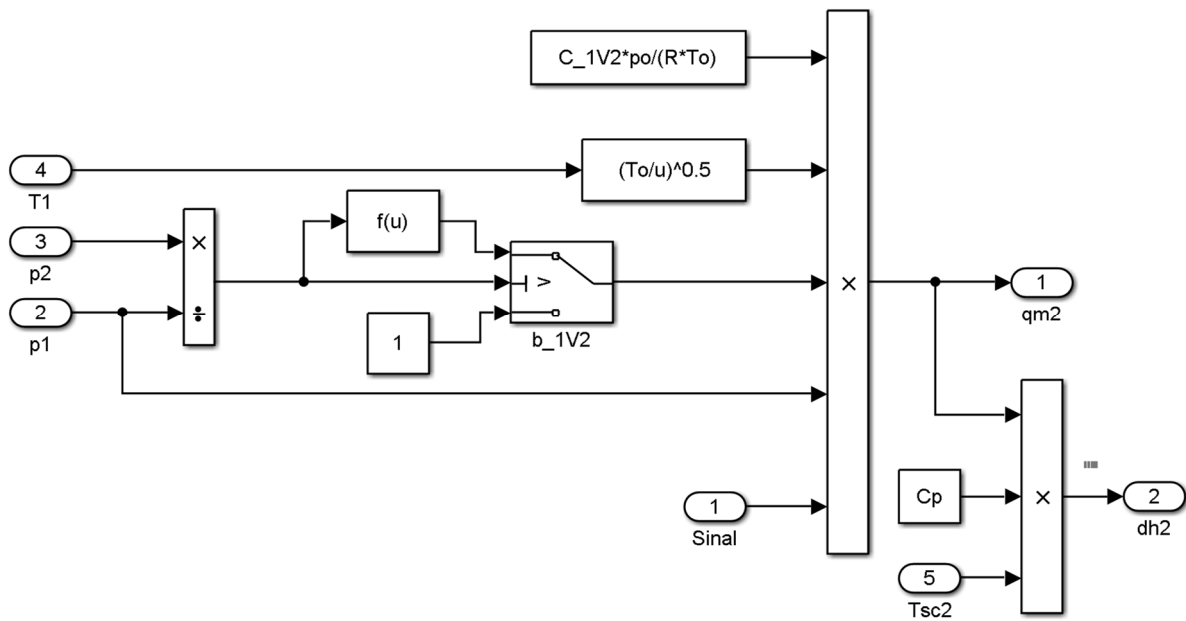 C_1V2*po/(R*To)
4
T1
(To/u)^0.5
3
p2
×
f(u)
2
p1
÷
>
1
b_1V2
×
1
qm2
1
Sinal
Cp
×
2
dh2
5
Tsc2